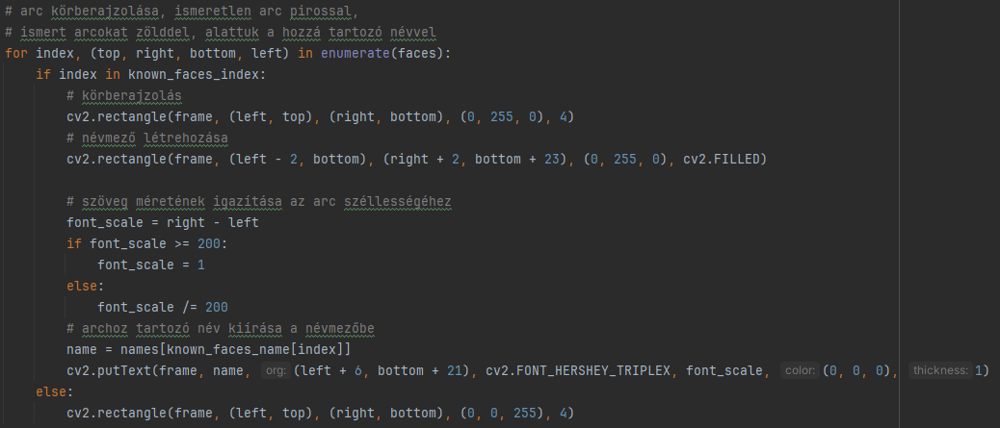 # arc körberajzolása, ismeretlen arc pirossal,
# ismert arcokat zölddel, alattuk a hozzá tartozó névvel
for index, (top, right, bottom, left) in enumerate(faces):
    if index in known_faces_index:
        # körberajzolás
        cv2.rectangle(frame, (left, top), (right, bottom), (0, 255, 0), 4)
        # névmező létrehozása
        cv2.rectangle(frame, (left - 2, bottom), (right + 2, bottom + 23), (0, 255, 0), cv2.FILLED)
        # szöveg méretének igazítása az arc széllességéhez
        font_scale = right - left
        if font_scale >= 200:
            font_scale = 1
        else:
            font_scale /= 200
        # archoz tartozó név kiírása a névmezőbe
        name = names[known_faces_name[index]]
        cv2.putText(frame, name, org: (left + 6, bottom + 21), cv2.FONT_HERSHEY_TRIPLEX, font_scale, color: (0, 0, 0), thickness: 1)
    else:
        cv2.rectangle(frame, (left, top), (right, bottom), (0, 0, 255), 4)